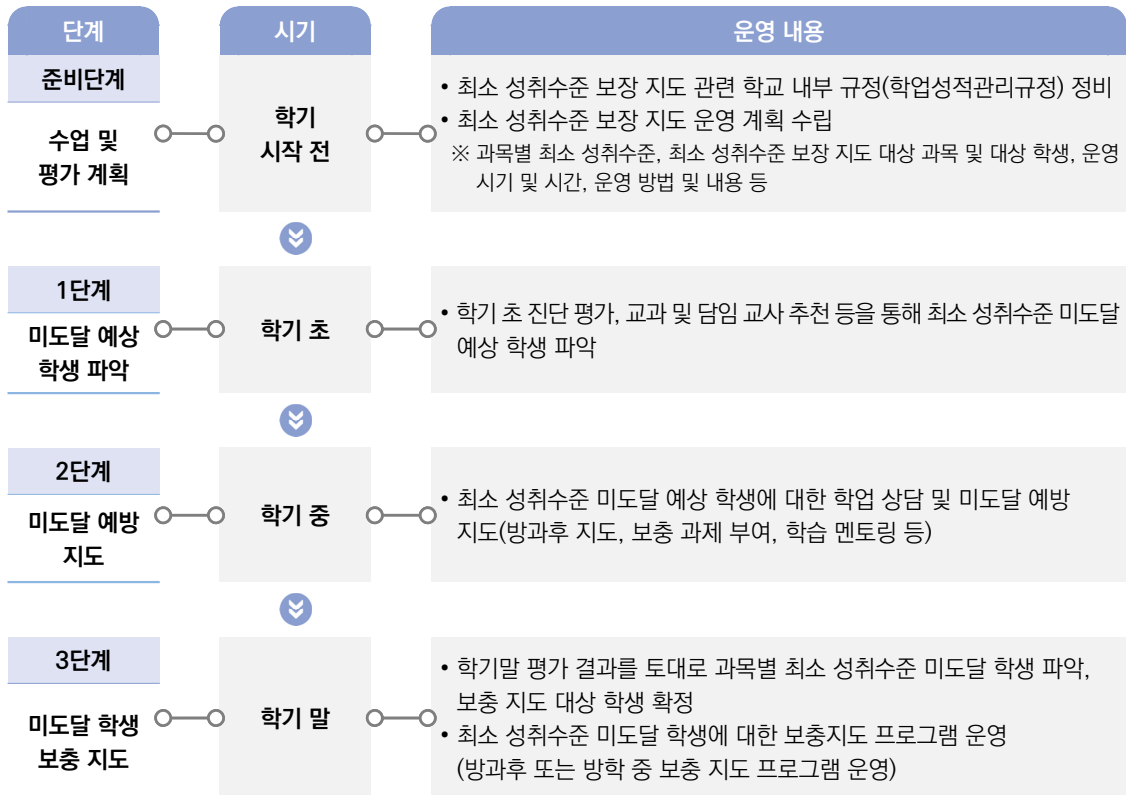 단계
시기
운영 내용
준비단계
수업 및
평가 계획
학기
시작 전
• 최소 성취수준 보장 지도 관련 학교 내부 규정(학업성적관리규정) 정비
• 최소 성취수준 보장 지도 운영 계획 수립
※ 과목별 최소 성취수준, 최소 성취수준 보장 지도 대상 과목 및 대상 학생, 운영
시기 및 시간, 운영 방법 및 내용 등
1단계
미도달 예상
학생 파악
학기 초
• 학기 초 진단 평가, 교과 및 담임 교사 추천 등을 통해 최소 성취수준 미도달
예상 학생 파악
2단계
미도달 예방
지도
학기 중
• 최소 성취수준 미도달 예상 학생에 대한 학업 상담 및 미도달 예방
지도(방과후 지도, 보충 과제 부여, 학습 멘토링 등)
3단계
미도달 학생
보충 지도
학기 말
• 학기말 평가 결과를 토대로 과목별 최소 성취수준 미도달 학생 파악,
보충 지도 대상 학생 확정
• 최소 성취수준 미도달 학생에 대한 보충지도 프로그램 운영
(방과후 또는 방학 중 보충 지도 프로그램 운영)